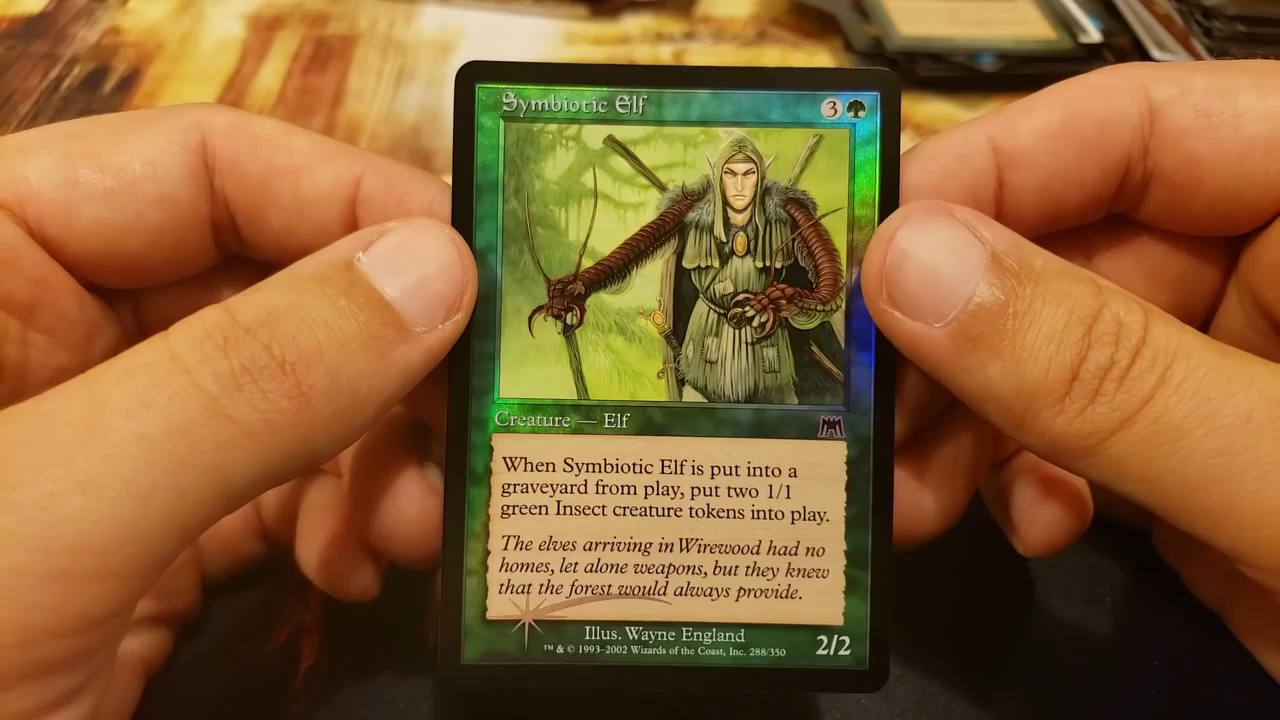 Symbiotic Elf 3
Creature — Elf
When Symbiotic Elf is put into a
graveyard from play, put two 1/1
green Insect creature tokens into play.
The elves arriving in Wirewood had no
homes, let alone weapons, but they knew
that the forest would always provide.
Illus. Wayne England
™ & © 1993–2002 Wizards of the Coast, Inc. 288/350
2/2